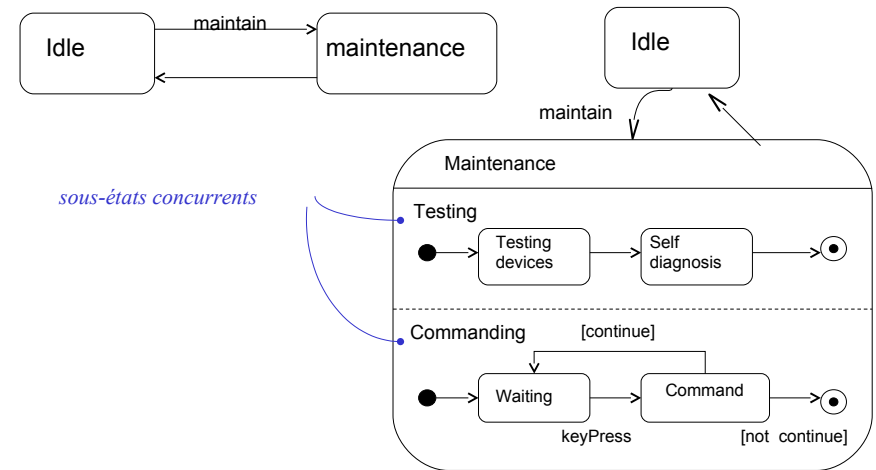 Idle
maintain
maintenance
Idle
maintain
Maintenance
sous-états concurrents
Testing
Testing
devices
Self
diagnosis
Commanding
[continue]
Waiting
Command
keyPress
[not continue]